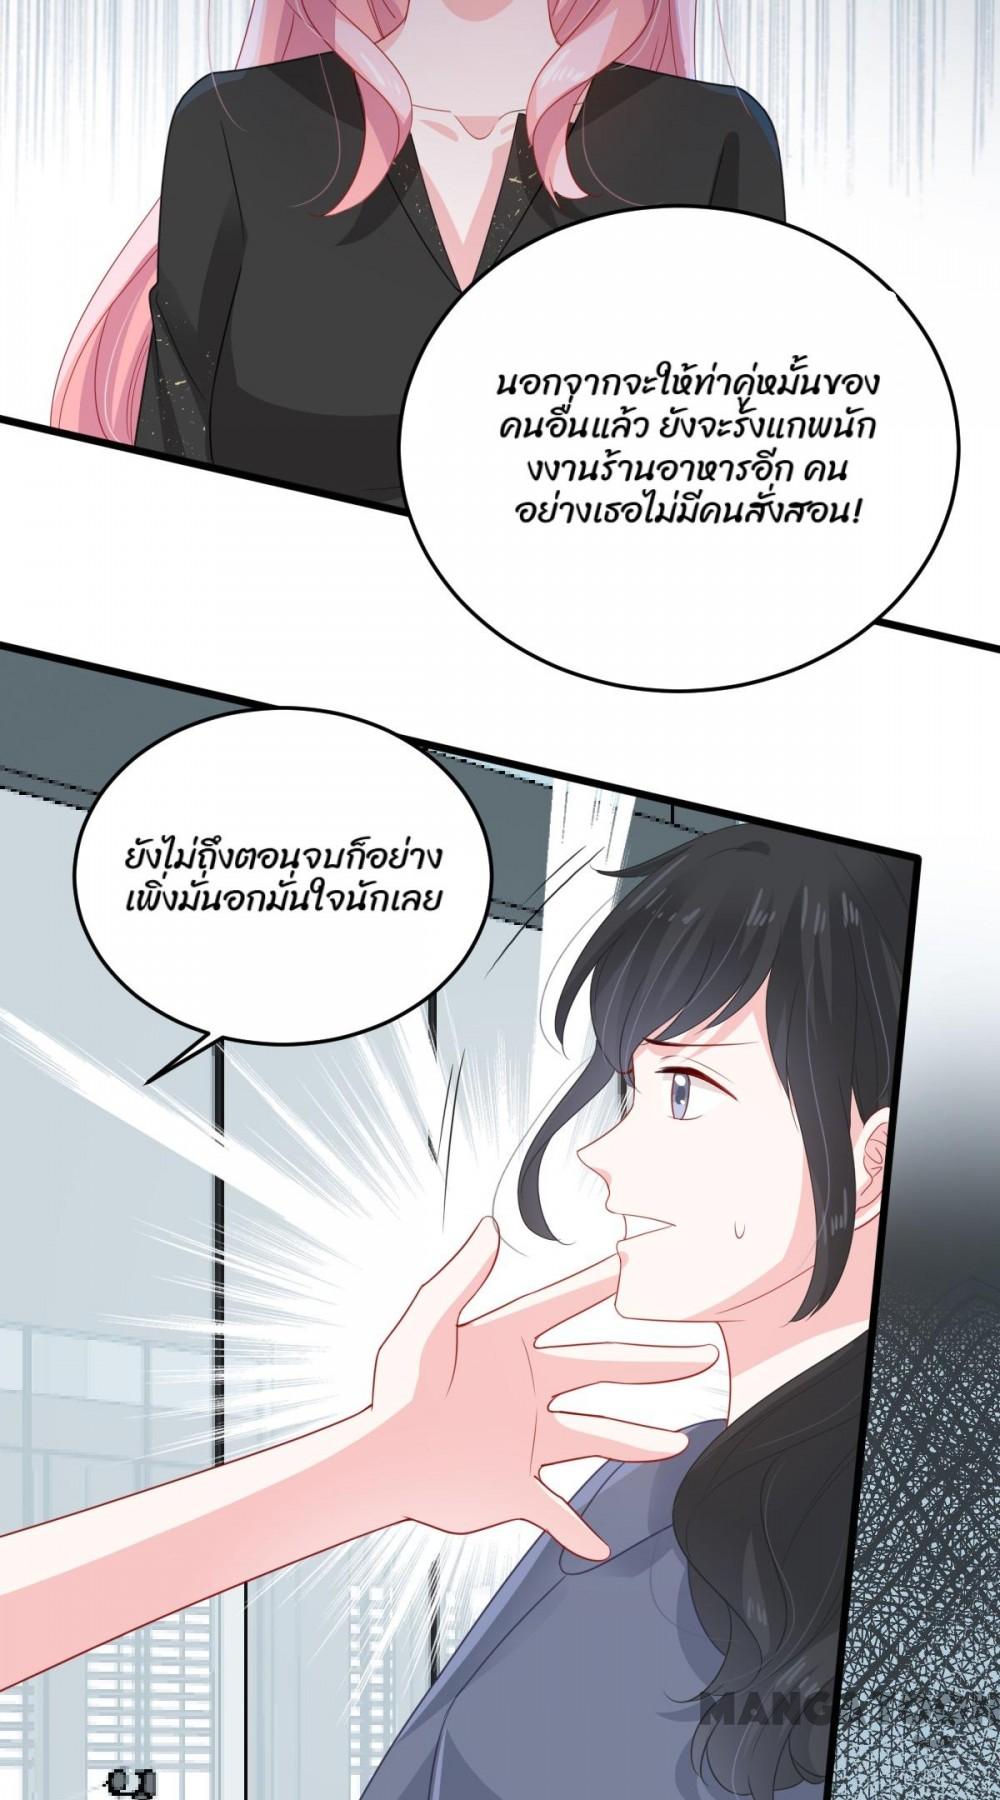 นอกจากจะให้ท่าคู่หมั้นของ
คนอื่นแล้ว ยังจะรังแกพนัก
งงานร้านอาหารอีก คน
อย่างเธอไม่มีคนสั่งสอน!
ยังไม่ถึงตอนจบก็อย่าง
เพิ่งมั่นอกมั่นใจนักเลย
MANGATOON